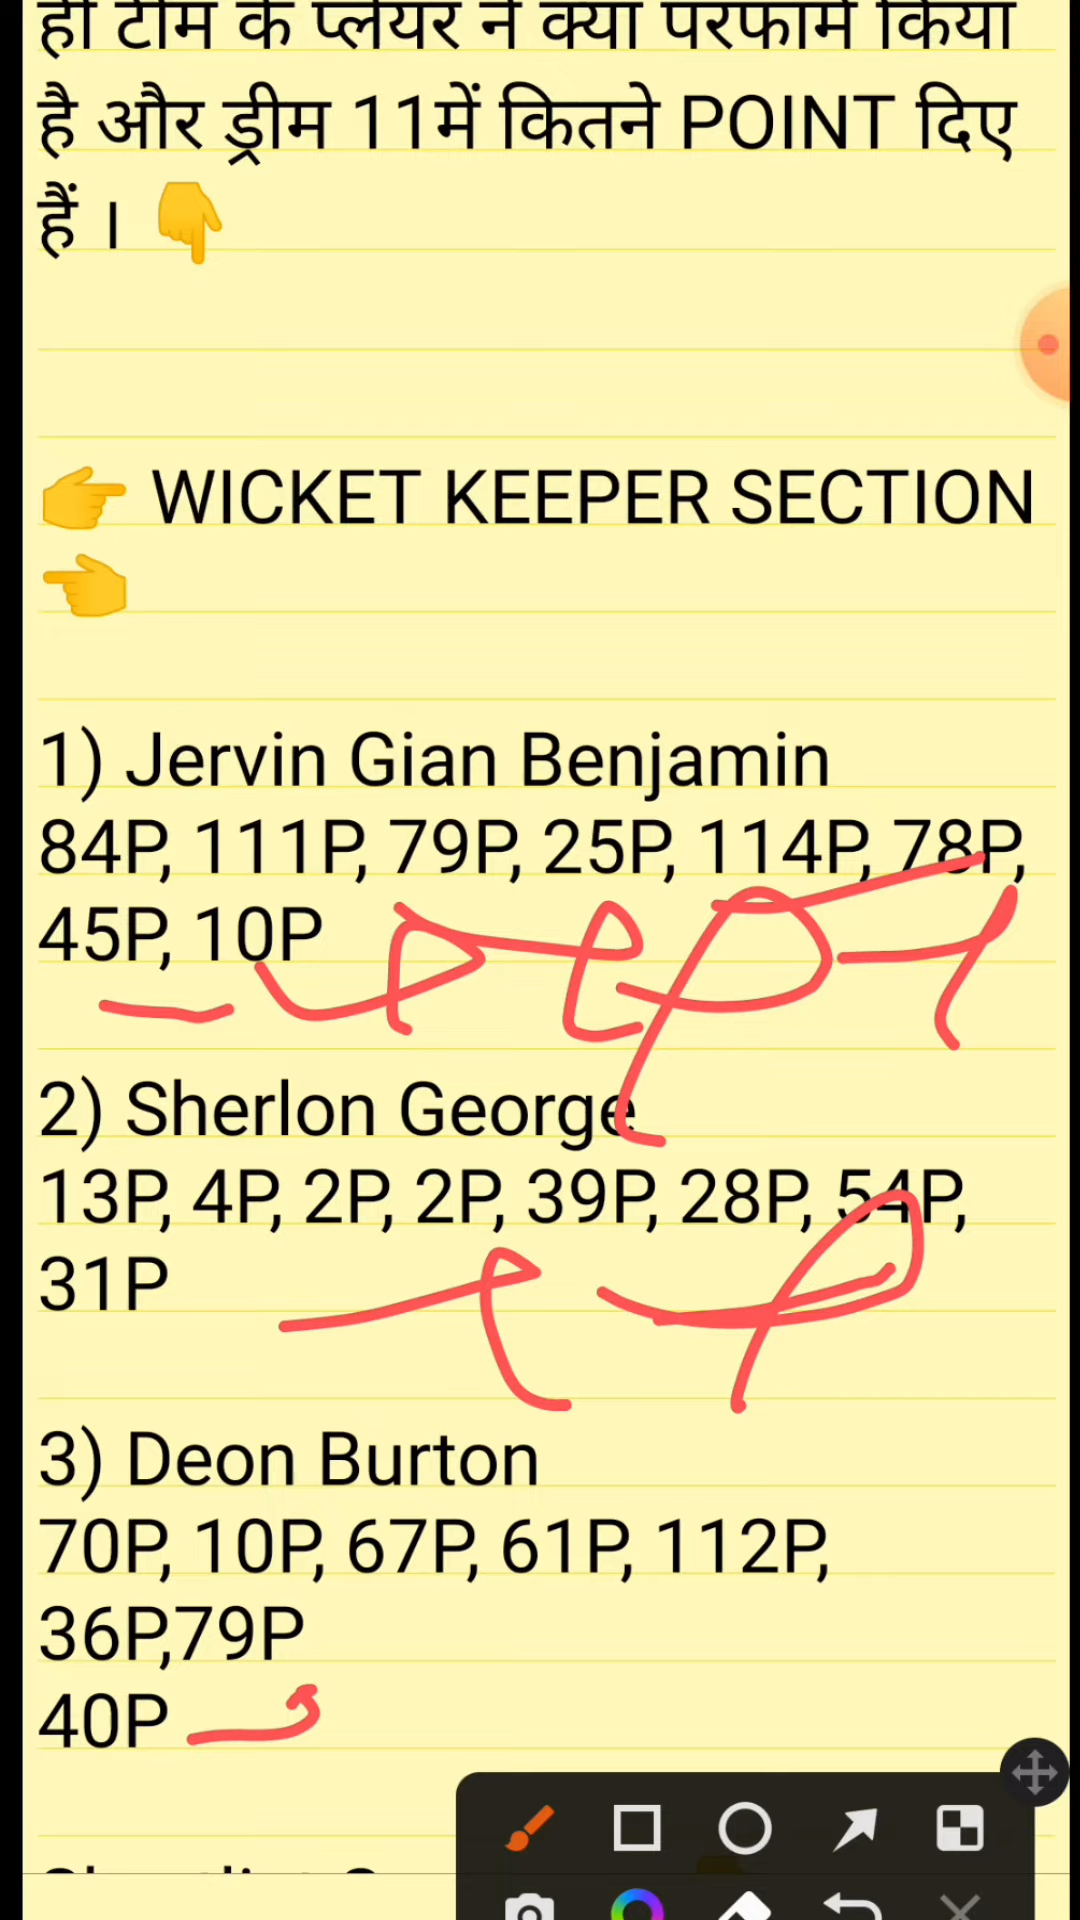 ही टीम के प्लेयर ने क्या परफॉर्म किया
है और ड्रीम 11में कितने POINT दिए
हैं ।
WICKET KEEPER SECTION
1) Jervin Gian Benjamin
84P, 111P, 79P, 25P, 114P, 78P,
45P, 10P
2) Sherlon George
13P, 4P, 2P, 2P, 39P, 28P, 54P,
31P
3) Deon Burton
70P, 10P, 67P, 61P, 112P,
36P,79P
40P